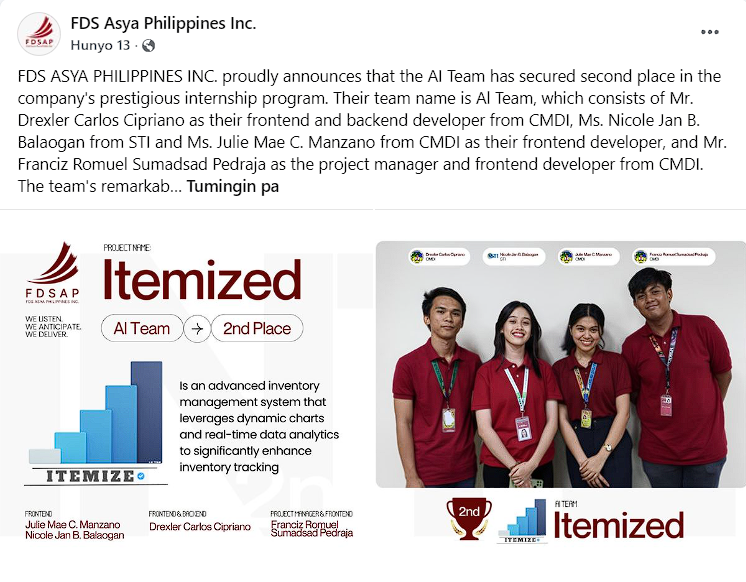 FDS Asya Philippines Inc.
Hunyo 13 ·
FDS ASYA PHILIPPINES INC. proudly announces that the AI Team has secured second place in the
company's prestigious internship program. Their team name is AI Team, which consists of Mr.
Drexler Carlos Cipriano as their frontend and backend developer from CMDI, Ms. Nicole Jan B.
Balaogan from STI and Ms. Julie Mae C. Manzano from CMDI as their frontend developer, and Mr.
Franciz Romuel Sumadsad Pedraja as the project manager and frontend developer from CMDI.
The team's remarkab... Tumingin pa
FDSAP
FDS ASYA PHILIPPINES INC.
WE LISTEN.
WE ANTICIPATE.
WE DELIVER.
PROJECT NAME:
Itemized
AI Team → 2nd Place
Is an advanced inventory
management system that
leverages dynamic charts
and real-time data analytics
to significantly enhance
inventory tracking
ITEMIZE
2nd
FRONTEND
Julie Mae C. Manzano
Nicole Jan B. Balaogan
FRONTEND & BACKEND
Drexler Carlos Cipriano
PROJECT MANAGER & FRONTEND
Franciz Romuel
Sumadsad Pedraja
Drexler Carlos Cipriano
CMDI
Nicole Jan B. Balaogan
STI
Julie Mae C. Manzano
CMDI
Franciz Romuel Sumadsad Pedraja
CMDI
2nd
ITEMIZE
AI TEAM
Itemized